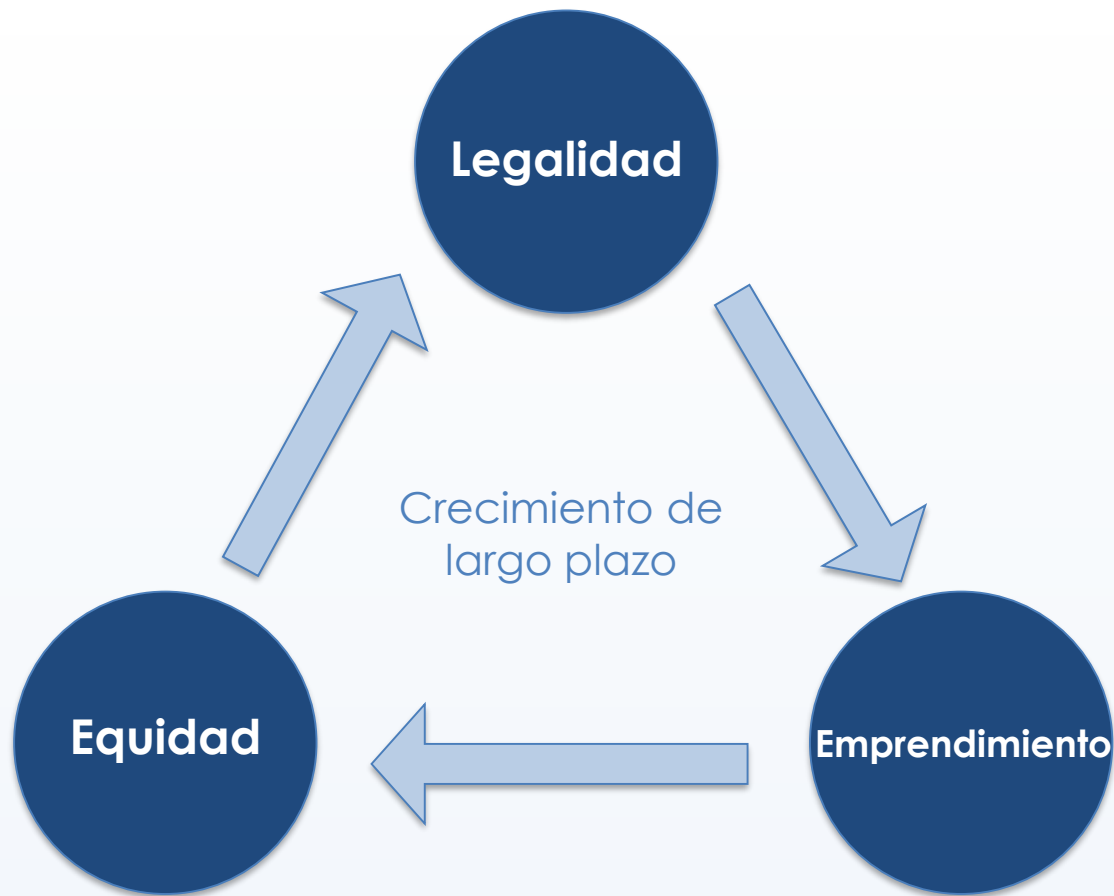 Legalidad
Crecimiento de
largo plazo
Equidad
Emprendimiento